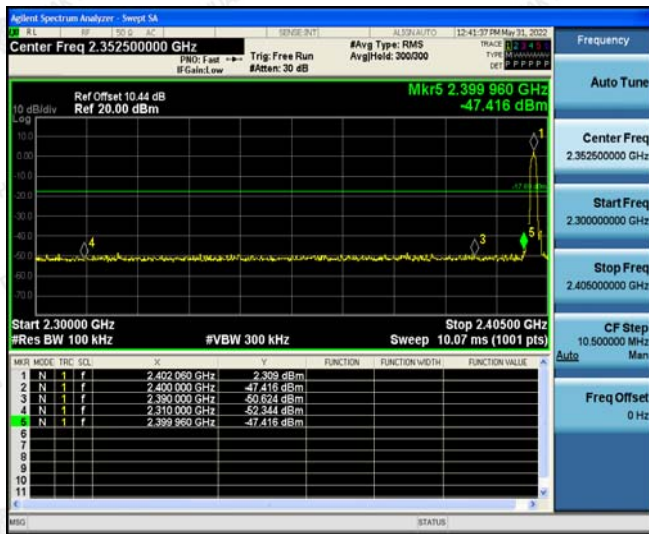 Agilent Spectrum Analyzer - Swept SA
RL RF 50 Ω AC SENSE:INT ALIGNAUTO 12:41:37 PM May 31, 2022
Center Freq 2.352500000 GHz
PNO: Fast
IFGain:Low
Trig: Free Run
#Atten: 30 dB
#Avg Type: RMS
Avg|Hold: 300/300
TRACE 1 2 3 4 5 6
TYPE
DET P P P P P P
Frequency
Ref Offset 10.44 dB
10 dB/div Ref 20.00 dBm
Log
Mkr5 2.399 960 GHz
-47.416 dBm
10.0
0.00
-10.0
-20.0
-30.0
-40.0
-50.0
-60.0
-70.0
1
4
3
5
Start 2.30000 GHz
Stop 2.40500 GHz
#Res BW 100 kHz
#VBW 300 kHz
Sweep 10.07 ms (1001 pts)
MKR MODE TRC SCL X Y FUNCTION FUNCTION WIDTH FUNCTION VALUE
1 N 1 f 2.402 060 GHz 2.309 dBm
2 N 1 f 2.400 000 GHz -47.416 dBm
3 N 1 f 2.390 000 GHz -50.624 dBm
4 N 1 f 2.310 000 GHz -52.344 dBm
5 N 1 f 2.399 960 GHz -47.416 dBm
6
7
8
9
10
11
MSG
STATUS
Auto Tune
Center Freq
2.352500000 GHz
Start Freq
2.300000000 GHz
Stop Freq
2.405000000 GHz
CF Step
10.500000 MHz
Auto Man
Freq Offset
0 Hz